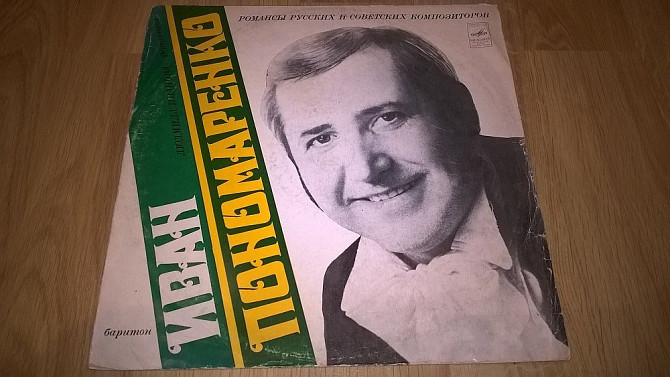 РОМАНСЫ РУССКИХ И СОВЕТСКИХ КОМПОЗИТОРОВ
баритон
ИВАН
ПОНОМАРЕНКО